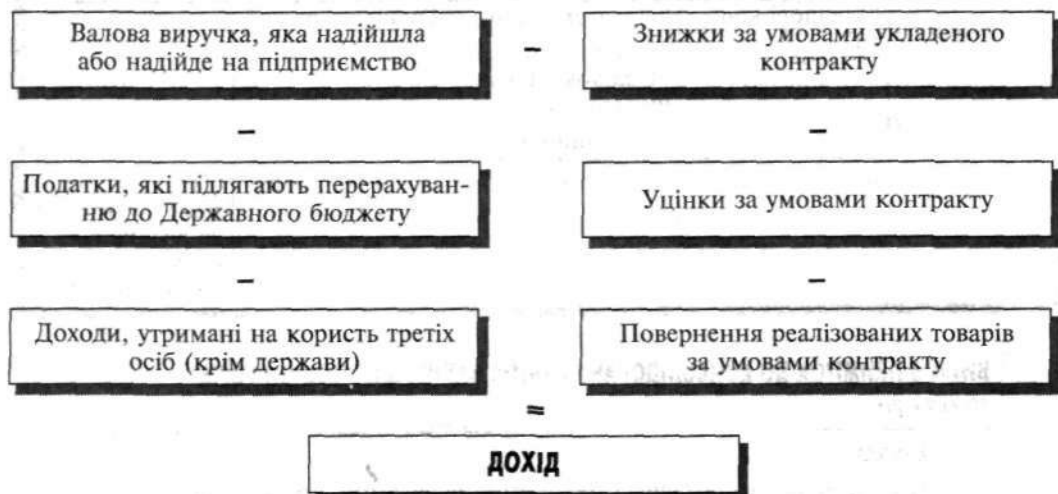 Валова виручка, яка надійшла
або надійде на підприємство
–
Знижки за умовами укладеного
контракту
–
–
Податки, які підлягають перерахуван-
ню до Державного бюджету
Уцінки за умовами контракту
–
–
Доходи, утримані на користь третіх
осіб (крім держави)
Повернення реалізованих товарів
за умовами контракту
=
ДОХІД